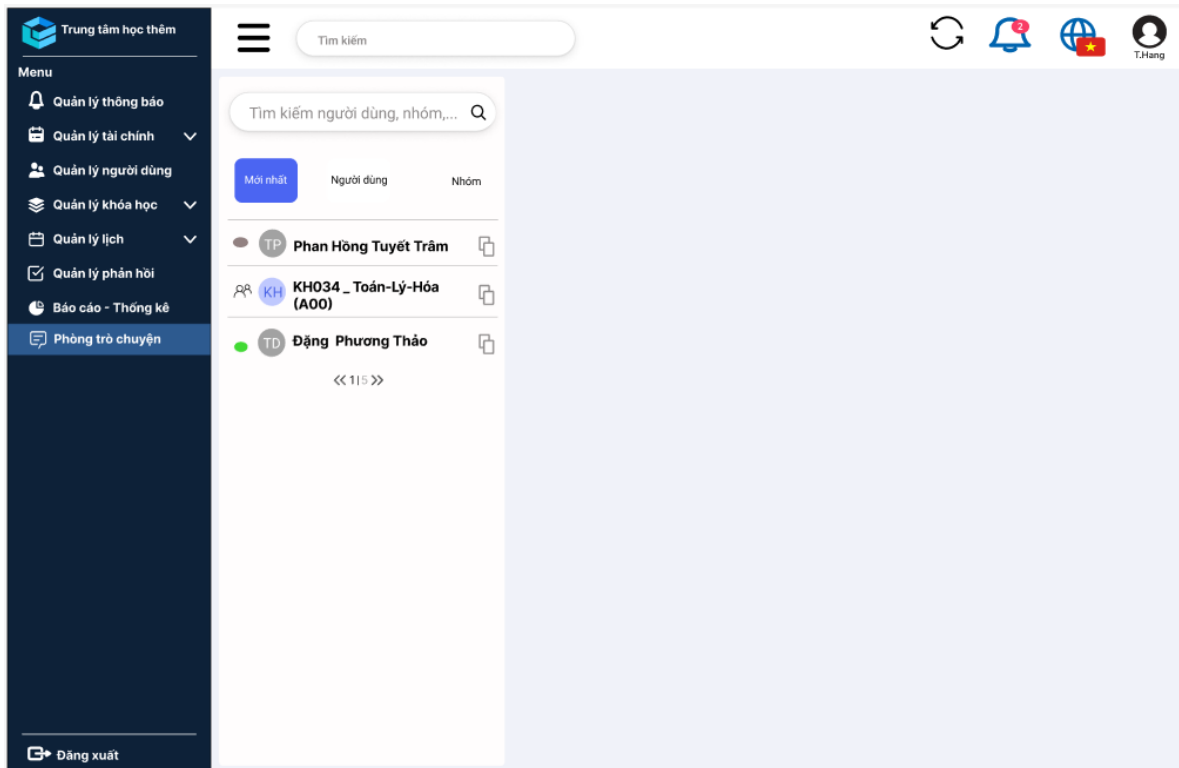 Trung tâm học thêm
Menu
Quản lý thông báo
Quản lý tài chính
Quản lý người dùng
Quản lý khóa học
Quản lý lịch
Quản lý phản hồi
Báo cáo - Thống kê
Phòng trò chuyện
Đăng xuất
Tìm kiếm
2
T.Hang
Tìm kiếm người dùng, nhóm,...
Mới nhất Người dùng Nhóm
TP Phan Hồng Tuyết Trâm
KH KH034 _ Toán-Lý-Hóa
(A00)
TD Đặng Phương Thảo
1|5